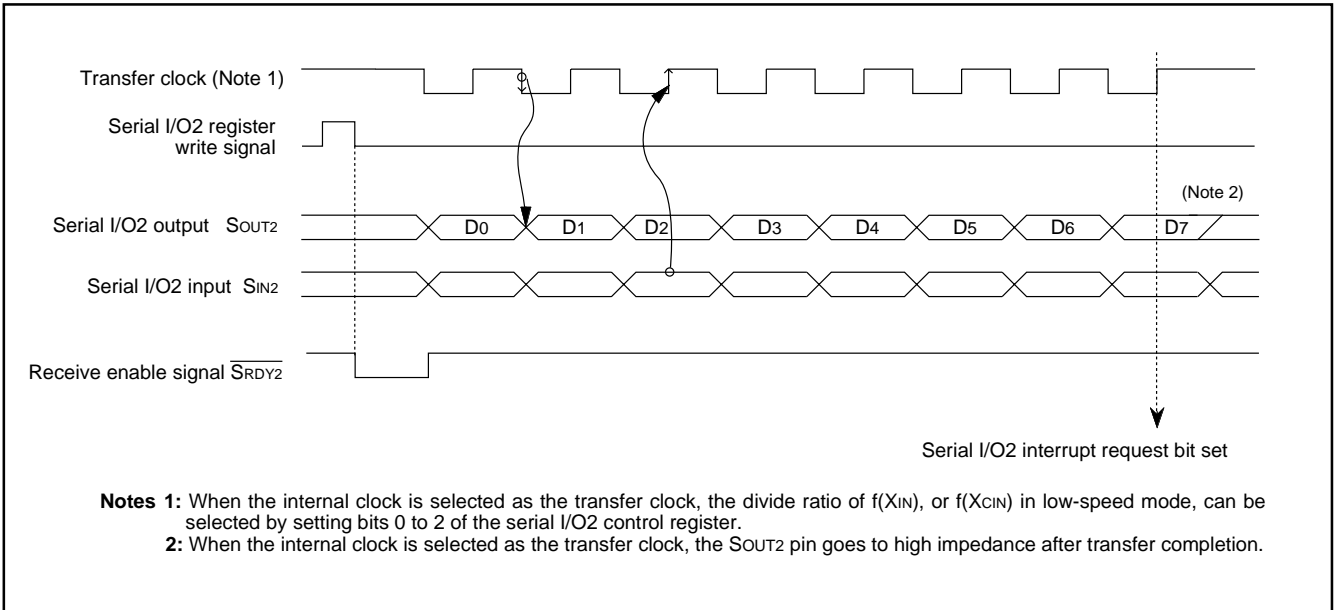 Transfer clock (Note 1)
Serial I/O2 register
write signal
(Note 2)
Serial I/O2 output SOUT2
D0 D1 D2 D3 D4 D5 D6 D7
Serial I/O2 input SIN2
Receive enable signal SRDY2
Serial I/O2 interrupt request bit set
Notes 1: When the internal clock is selected as the transfer clock, the divide ratio of f(XIN), or f(XCIN) in low-speed mode, can be
selected by setting bits 0 to 2 of the serial I/O2 control register.
2: When the internal clock is selected as the transfer clock, the SOUT2 pin goes to high impedance after transfer completion.